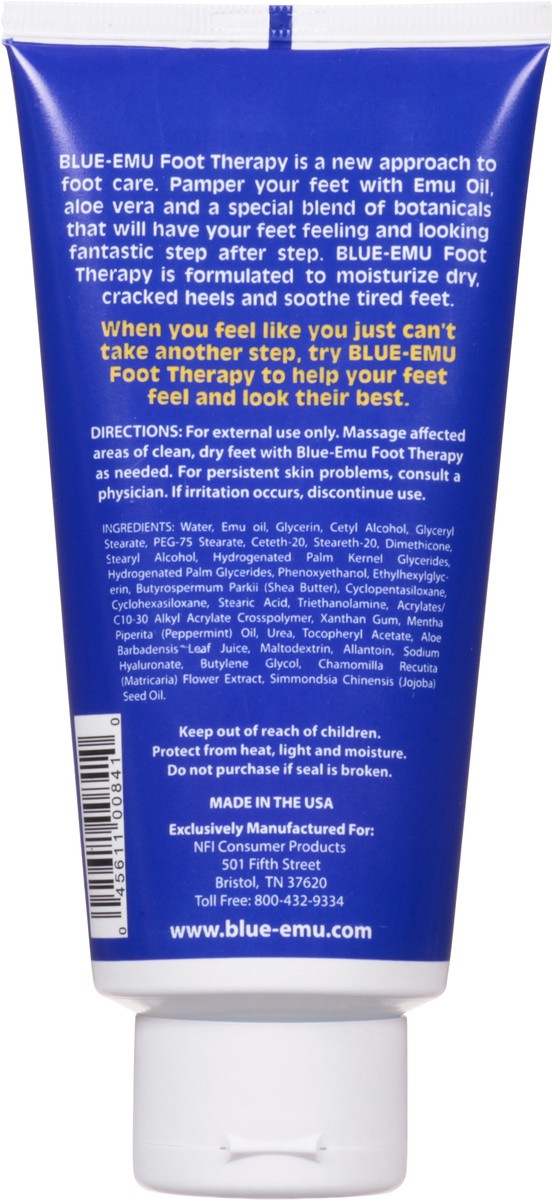 BLUE-EMU Foot Therapy is a new approach to
foot care. Pamper your feet with Emu Oil,
aloe vera and a special blend of botanicals
that will have your feet feeling and looking
fantastic step after step. BLUE-EMU Foot
Therapy is formulated to moisturize dry,
cracked heels and soothe tired feet.
When you feel like you just can't
take another step, try BLUE-EMU
Foot Therapy to help your feet
feel and look their best.
DIRECTIONS: For external use only. Massage affected
areas of clean, dry feet with Blue-Emu Foot Therapy
as needed. For persistent skin problems, consult a
physician. If irritation occurs, discontinue use.
INGREDIENTS: Water, Emu oil, Glycerin, Cetyl Alcohol, Glyceryl
Stearate, PEG-75 Stearate, Ceteth-20, Steareth-20, Dimethicone,
Stearyl Alcohol, Hydrogenated Palm Kernel Glycerides,
Hydrogenated Palm Glycerides, Phenoxyethanol, Ethylhexylglyc-
erin, Butyrospermum Parkii (Shea Butter), Cyclopentasiloxane,
Cyclohexasiloxane, Stearic Acid, Triethanolamine, Acrylates/
C10-30 Alkyl Acrylate Crosspolymer, Xanthan Gum, Mentha
Piperita (Peppermint) Oil, Urea, Tocopheryl Acetate, Aloe
Barbadensis Leaf Juice, Maltodextrin, Allantoin, Sodium
Hyaluronate, Butylene Glycol, Chamomilla Recutita
(Matricaria) Flower Extract, Simmondsia Chinensis (Jojoba)
Seed Oil.
Keep out of reach of children.
Protect from heat, light and moisture.
Do not purchase if seal is broken.
MADE IN THE USA
Exclusively Manufactured For:
NFI Consumer Products
501 Fifth Street
Bristol, TN 37620
Toll Free: 800-432-9334
www.blue-emu.com
0 45611 00841 0